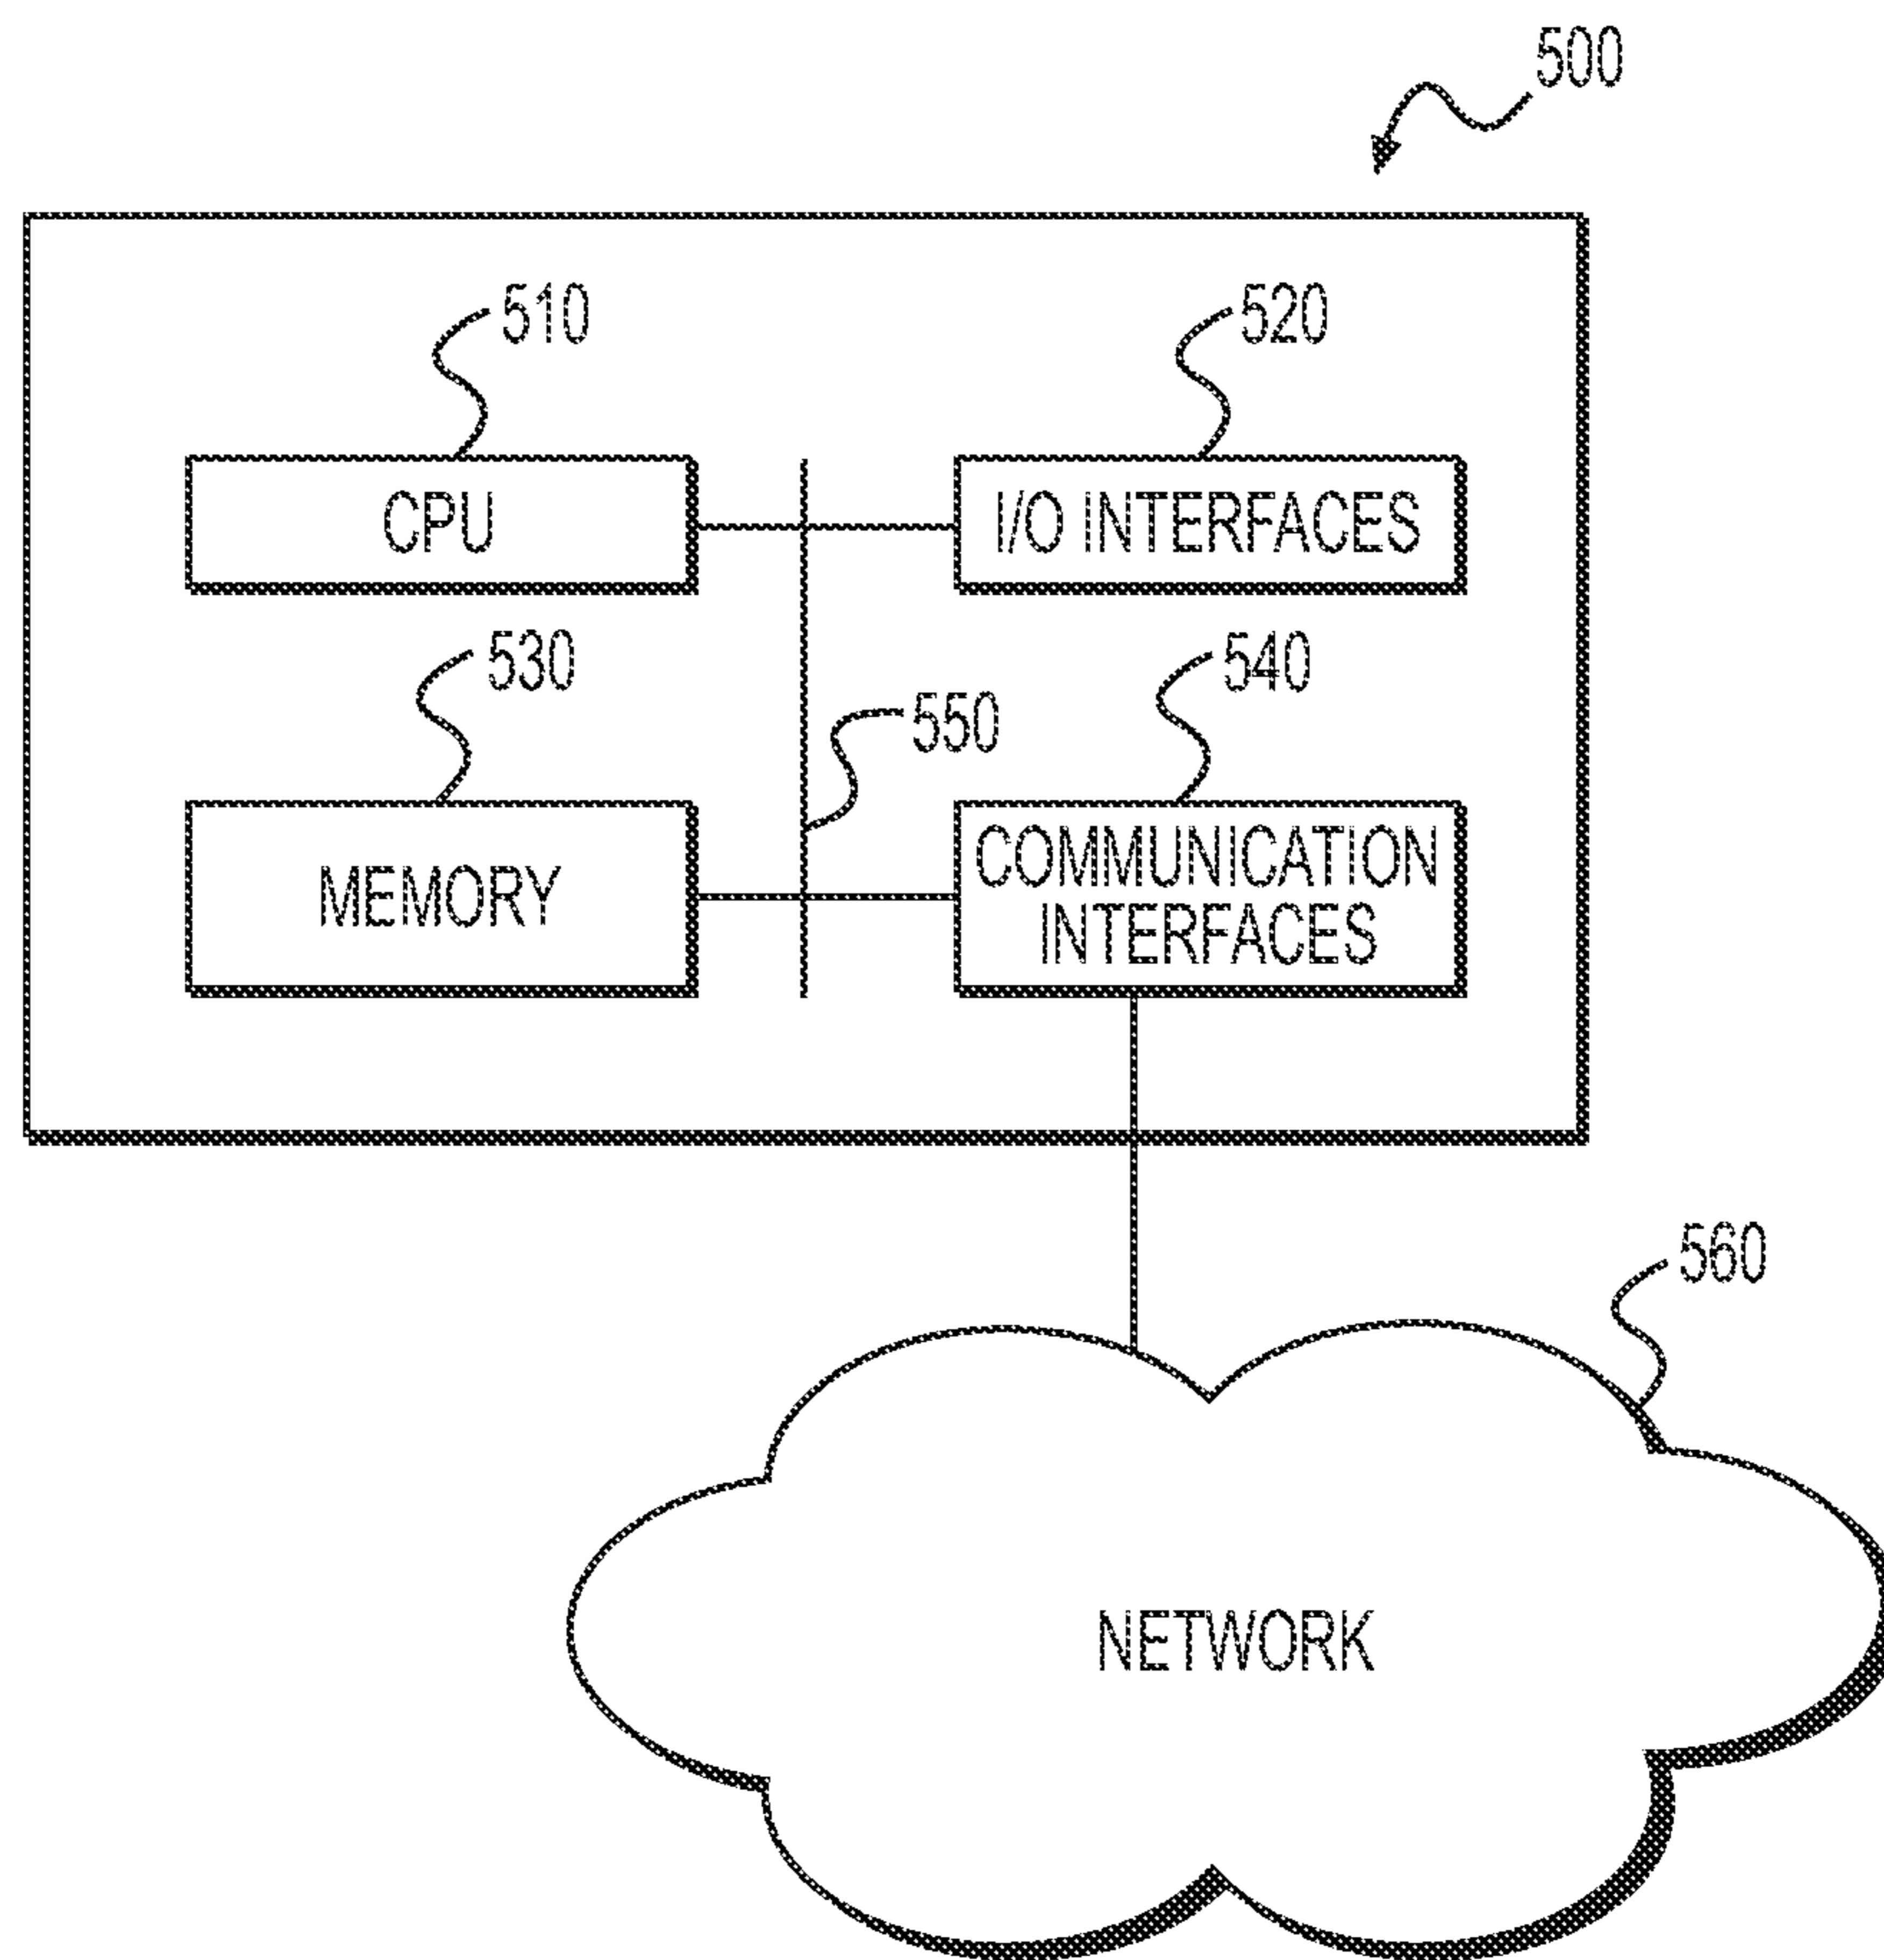 500
510
520
CPU
I/O INTERFACES
530
540
550
MEMORY
COMMUNICATION
INTERFACES
560
NETWORK